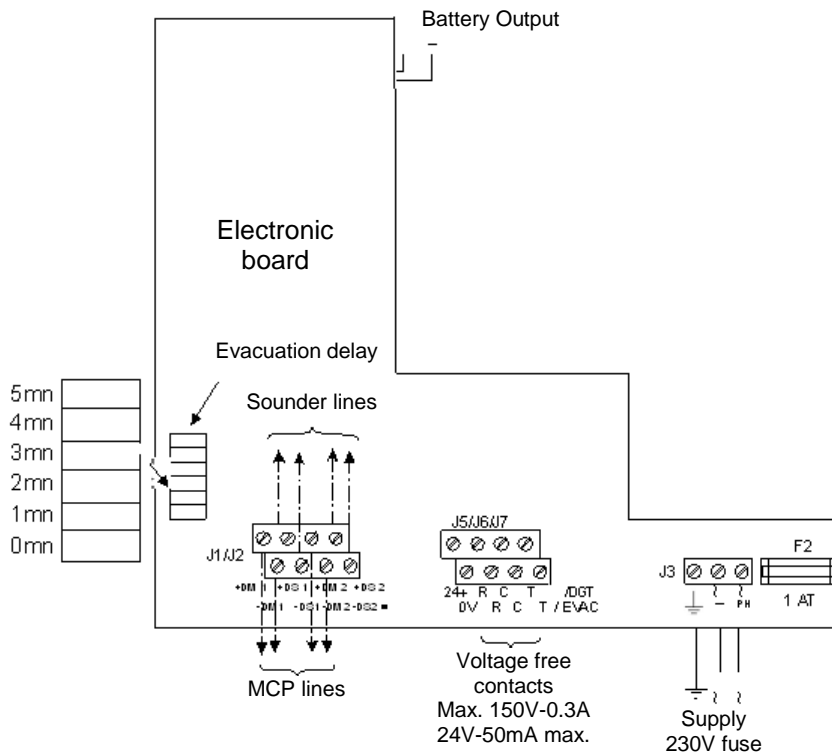 Battery Output
–
Electronic
board
Evacuation delay
Sounder lines
5mn
4mn
3mn
2mn
1mn
0mn
J1/J2
+DM 1 +DS 1 +DM 2 +DS 2
-DM 1 -DS 1 -DM 2 -DS2
J5/J6/J7
24+ R C T /DGT
0V R C T / EVAC
J3
F2
1 AT
~ ~
– PH
MCP lines
Voltage free
contacts
Max. 150V-0.3A
24V-50mA max.
~ ~
Supply
230V fuse